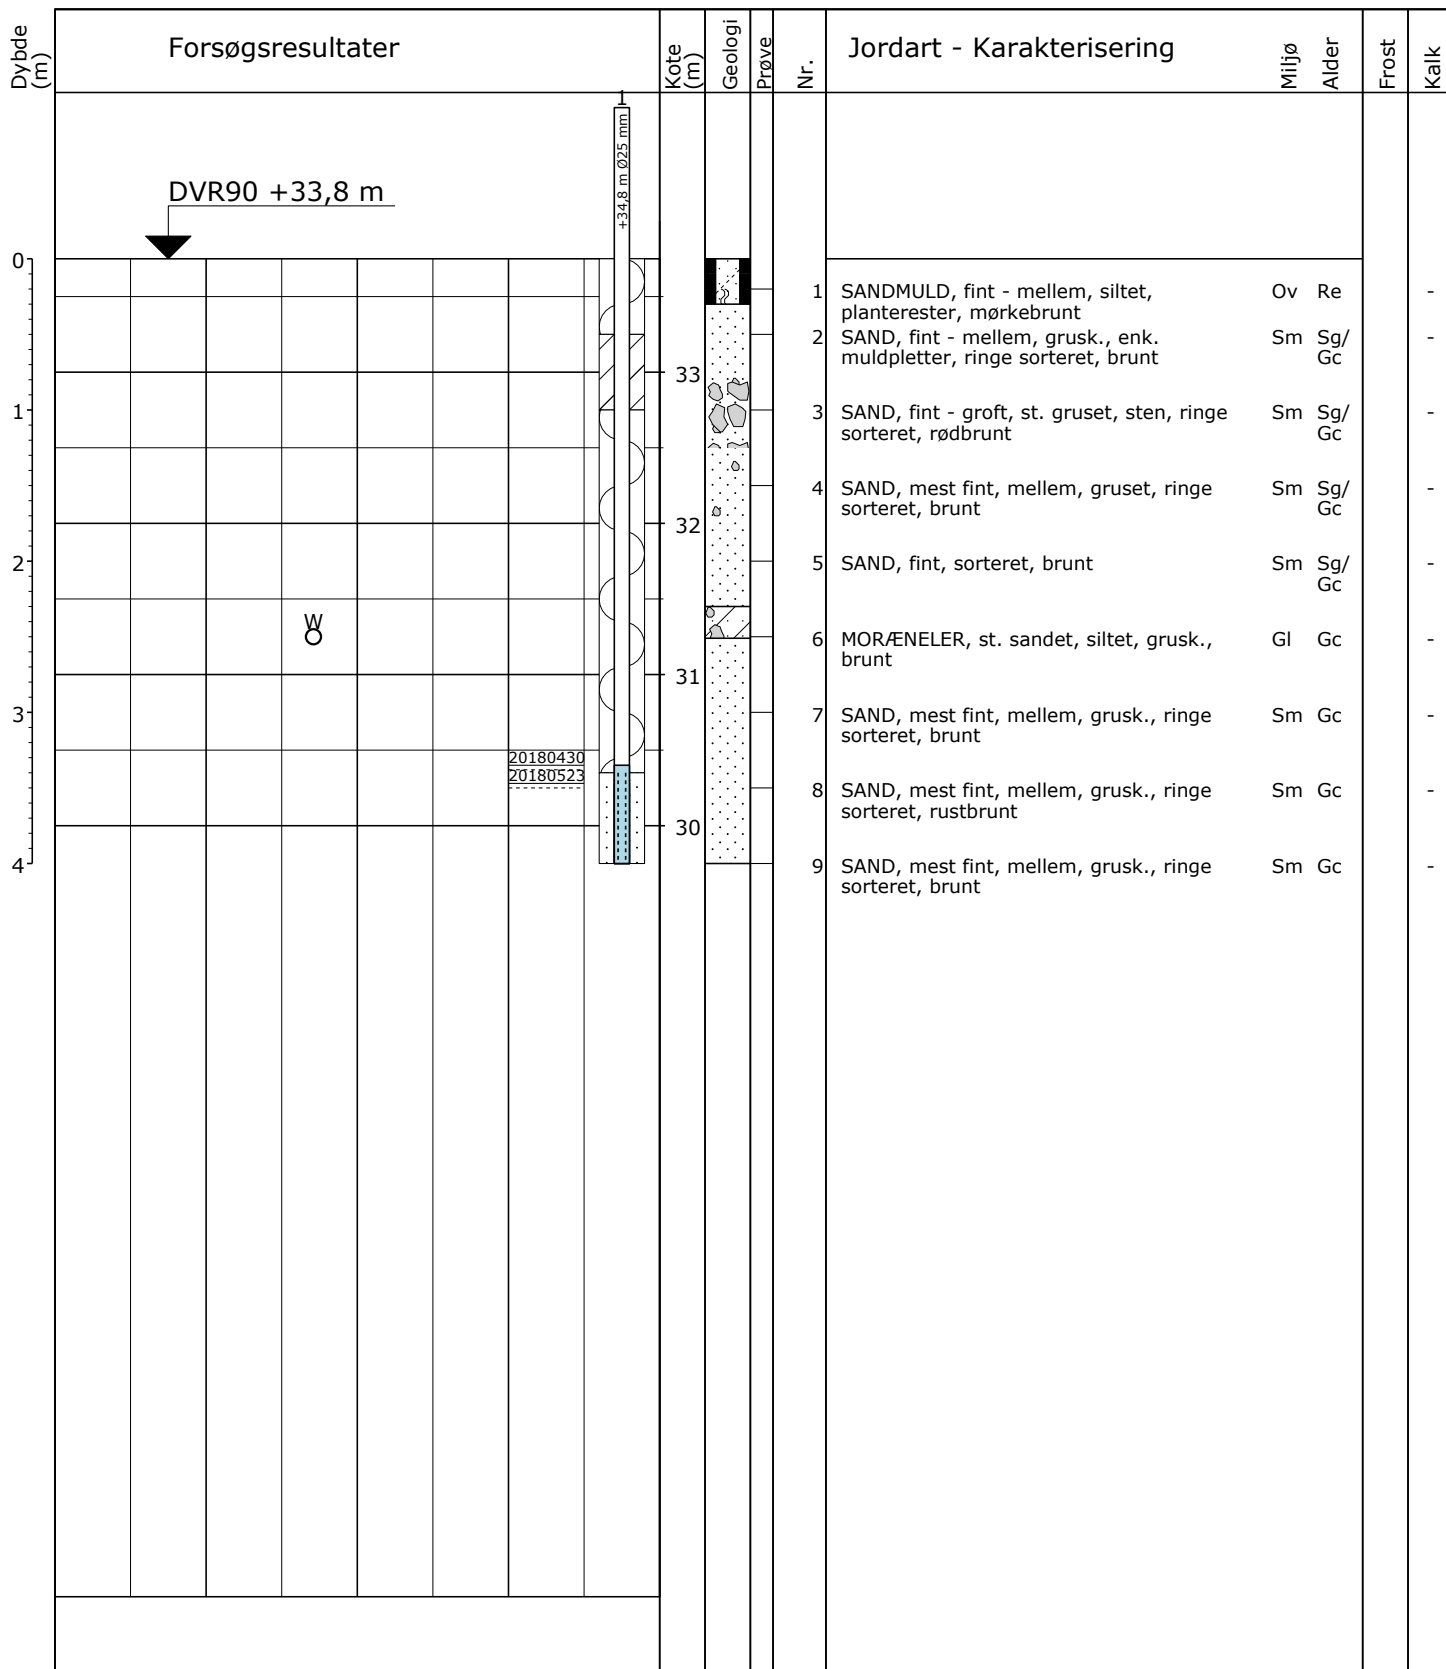 Dybde
(m)
Forsøgsresultater
Kote
(m)
Geologi
Prøve
Nr.
Jordart - Karakterisering
Miljø
Alder
Frost
Kalk
1
+34,8 m Ø25 mm
DVR90 +33,8 m
0
1 SANDMULD, fint - mellem, siltet, Ov Re -
planterester, mørkebrunt
2 SAND, fint - mellem, grusk., enk. Sm Sg/ -
muldpletter, ringe sorteret, brunt Gc
33
1
3 SAND, fint - groft, st. gruset, sten, ringe Sm Sg/ -
sorteret, rødbrunt Gc
4 SAND, mest fint, mellem, gruset, ringe Sm Sg/ -
sorteret, brunt Gc
32
2
5 SAND, fint, sorteret, brunt Sm Sg/ -
Gc
W
6 MORÆNELER, st. sandet, siltet, grusk., Gl Gc -
brunt
31
3
7 SAND, mest fint, mellem, grusk., ringe Sm Gc -
sorteret, brunt
20180430
20180523
8 SAND, mest fint, mellem, grusk., ringe Sm Gc -
sorteret, rustbrunt
30
4
9 SAND, mest fint, mellem, grusk., ringe Sm Gc -
sorteret, brunt